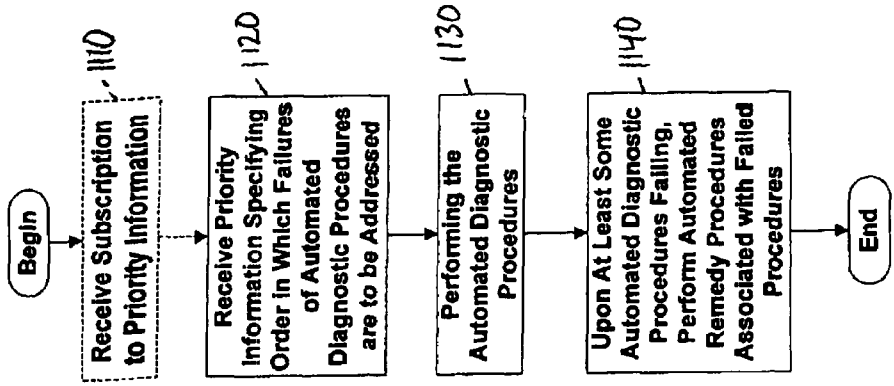 Begin
Receive Subscription
to Priority Information
1110
Receive Priority
Information Specifying
Order in Which Failures
of Automated
Diagnostic Procedures
are to be Addressed
1120
Performing the
Automated Diagnostic
Procedures
1130
Upon At Least Some
Automated Diagnostic
Procedures Failing,
Perform Automated
Remedy Procedures
Associated with Failed
Procedures
1140
End